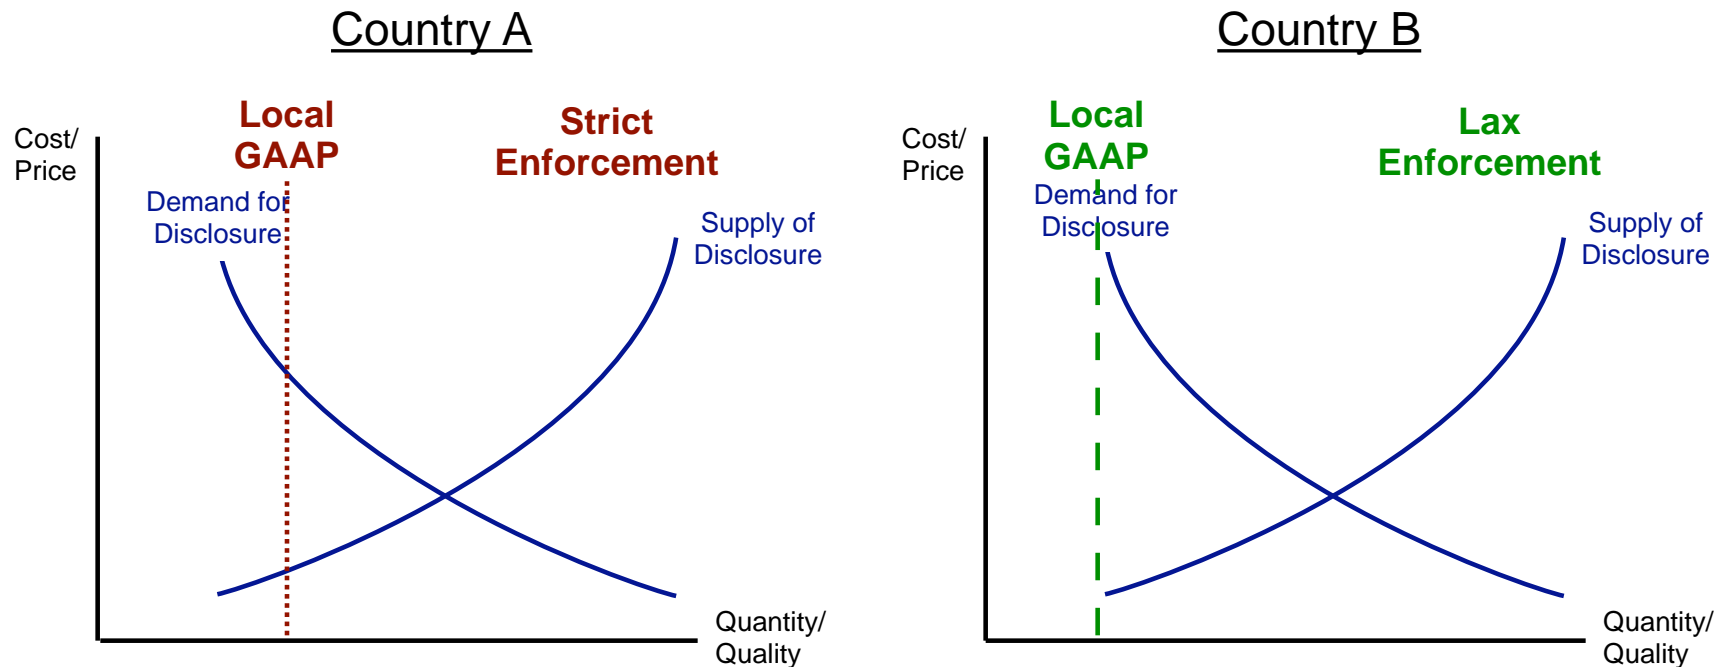 Country A
Local
GAAP
Strict
Enforcement
Cost/
Price
Demand for
Disclosure
Supply of
Disclosure
Quantity/
Quality
Country B
Local
GAAP
Lax
Enforcement
Cost/
Price
Demand for
Disclosure
Supply of
Disclosure
Quantity/
Quality